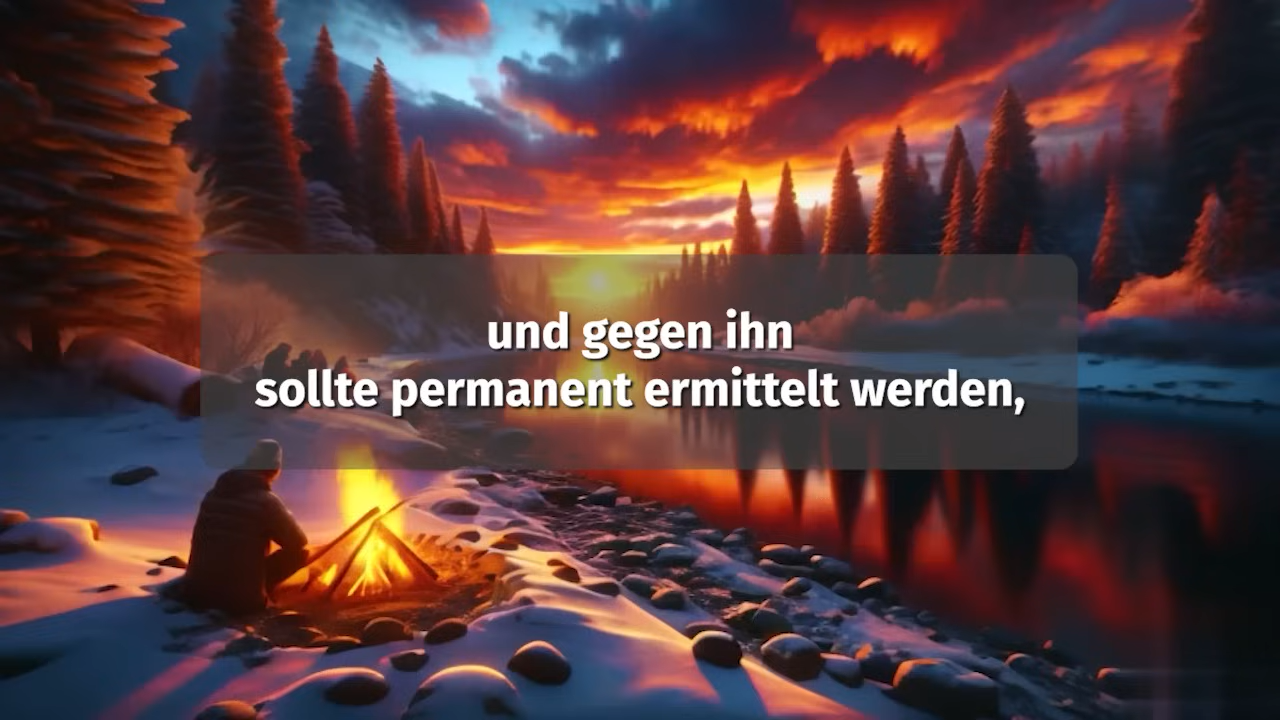 und gegen ihn
sollte permanent ermittelt werden,